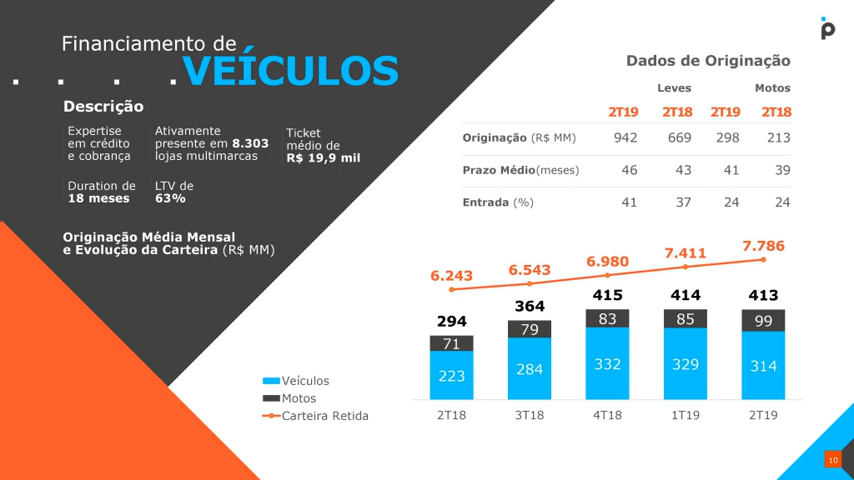 Financiamento de
. . . .VEÍCULOS
Descrição
Expertise
em crédito
e cobrança
Ativamente
presente em 8.303
lojas multimarcas
Ticket
médio de
R$ 19,9 mil
Duration de
18 meses
LTV de
63%
Originação Média Mensal
e Evolução da Carteira (R$ MM)
Dados de Originação
Leves Motos
2T19 2T18 2T19 2T18
Originação (R$ MM) 942 669 298 213
Prazo Médio(meses) 46 43 41 39
Entrada (%) 41 37 24 24
6.243 6.543 6.980 7.411 7.786
294 364 415 414 413
71 79 83 85 99
223 284 332 329 314
Veículos
Motos
Carteira Retida
2T18 3T18 4T18 1T19 2T19
10